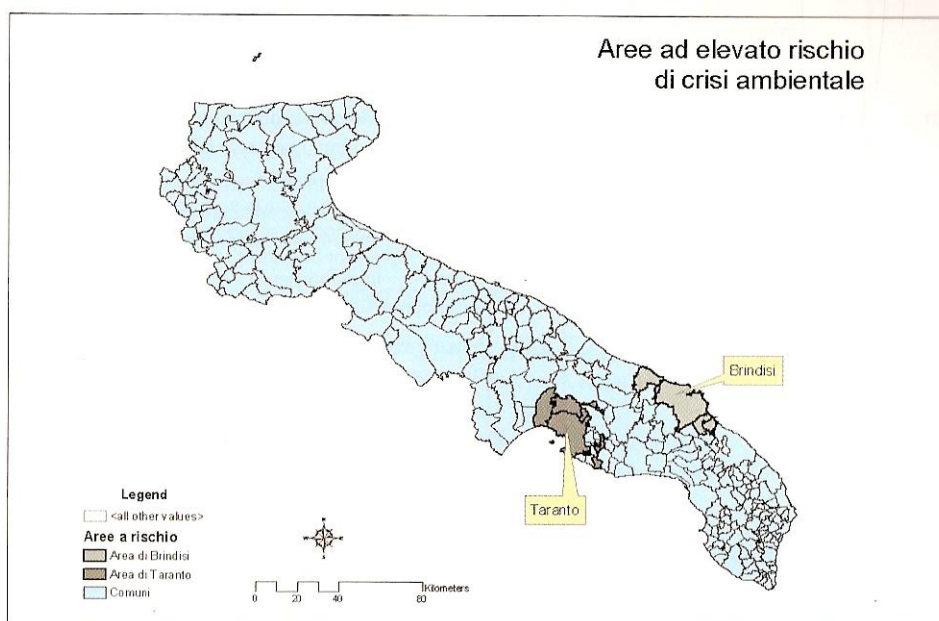 Aree ad elevato rischio
di crisi ambientale
Brindisi
Taranto
Legend
<all other values>
Aree a rischio
Area di Brindisi
Area di Taranto
Comuni
N
W E
S
0 20 40 80
Kilometers